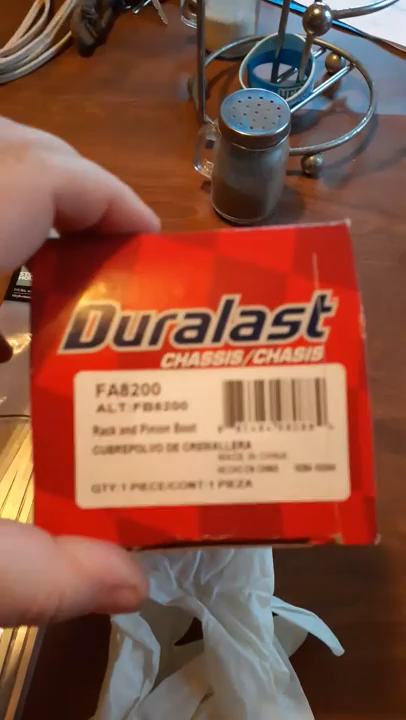 Duralast
CHASSIS/CHASIS
FA8200
ALT:FB8200
Rack and Pinion Boot
CUBREPOLVO DE CREMALLERA
MADE IN CHINA
HECHO EN CHINA
QTY:1 PIECE/CONT:1 PIEZA